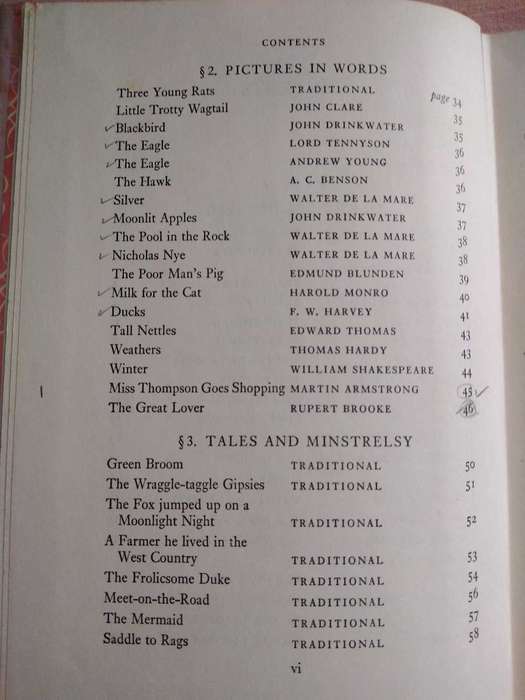 CONTENTS
§2. PICTURES IN WORDS
Three Young Rats TRADITIONAL page 34
Little Trotty Wagtail JOHN CLARE 35
Blackbird JOHN DRINKWATER 35
The Eagle LORD TENNYSON 36
The Eagle ANDREW YOUNG 36
The Hawk A. C. BENSON 36
Silver WALTER DE LA MARE 37
Moonlit Apples JOHN DRINKWATER 37
The Pool in the Rock WALTER DE LA MARE 38
Nicholas Nye WALTER DE LA MARE 38
The Poor Man's Pig EDMUND BLUNDEN 39
Milk for the Cat HAROLD MONRO 40
Ducks F. W. HARVEY 41
Tall Nettles EDWARD THOMAS 43
Weathers THOMAS HARDY 43
Winter WILLIAM SHAKESPEARE 44
Miss Thompson Goes Shopping MARTIN ARMSTRONG 45
The Great Lover RUPERT BROOKE 46
§3. TALES AND MINSTRELSY
Green Broom TRADITIONAL 50
The Wraggle-taggle Gipsies TRADITIONAL 51
The Fox jumped up on a
Moonlight Night TRADITIONAL 52
A Farmer he lived in the
West Country TRADITIONAL 53
The Frolicsome Duke TRADITIONAL 54
Meet-on-the-Road TRADITIONAL 56
The Mermaid TRADITIONAL 57
Saddle to Rags TRADITIONAL 58
vi